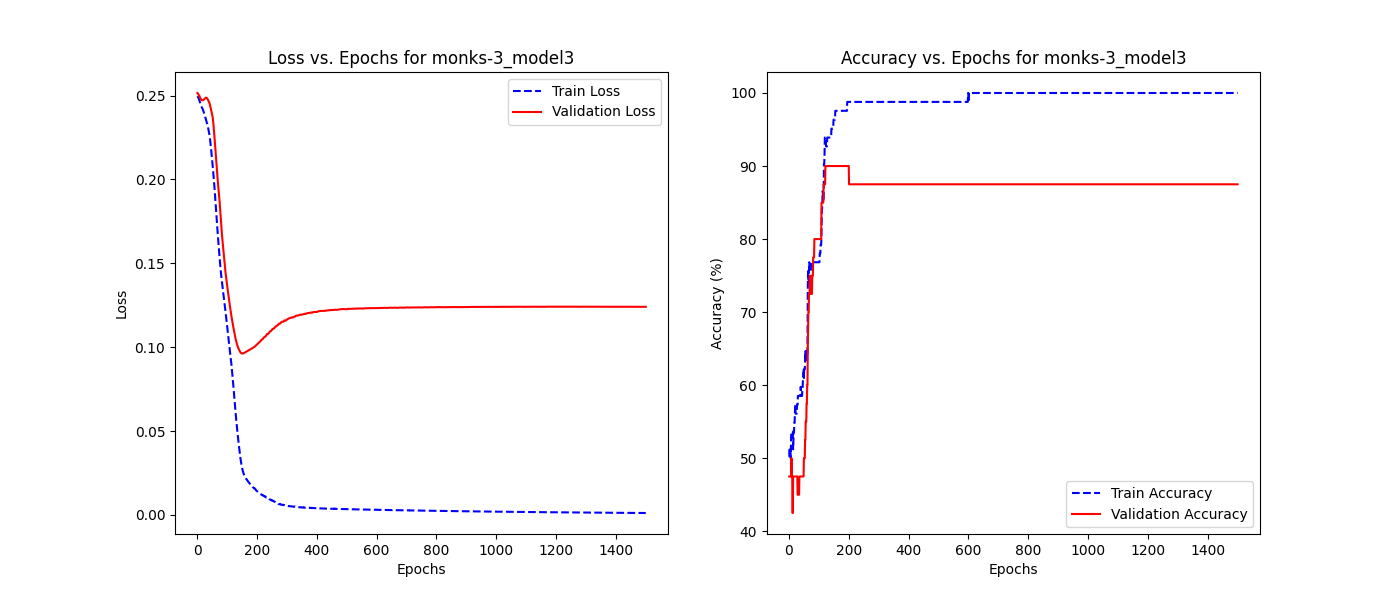 Loss vs. Epochs for monks-3_model3
Train Loss
Validation Loss
0.25
0.20
0.15
0.10
0.05
0.00
Loss
0 200 400 600 800 1000 1200 1400
Epochs
Accuracy vs. Epochs for monks-3_model3
100
90
80
70
60
50
40
Accuracy (%)
Train Accuracy
Validation Accuracy
0 200 400 600 800 1000 1200 1400
Epochs